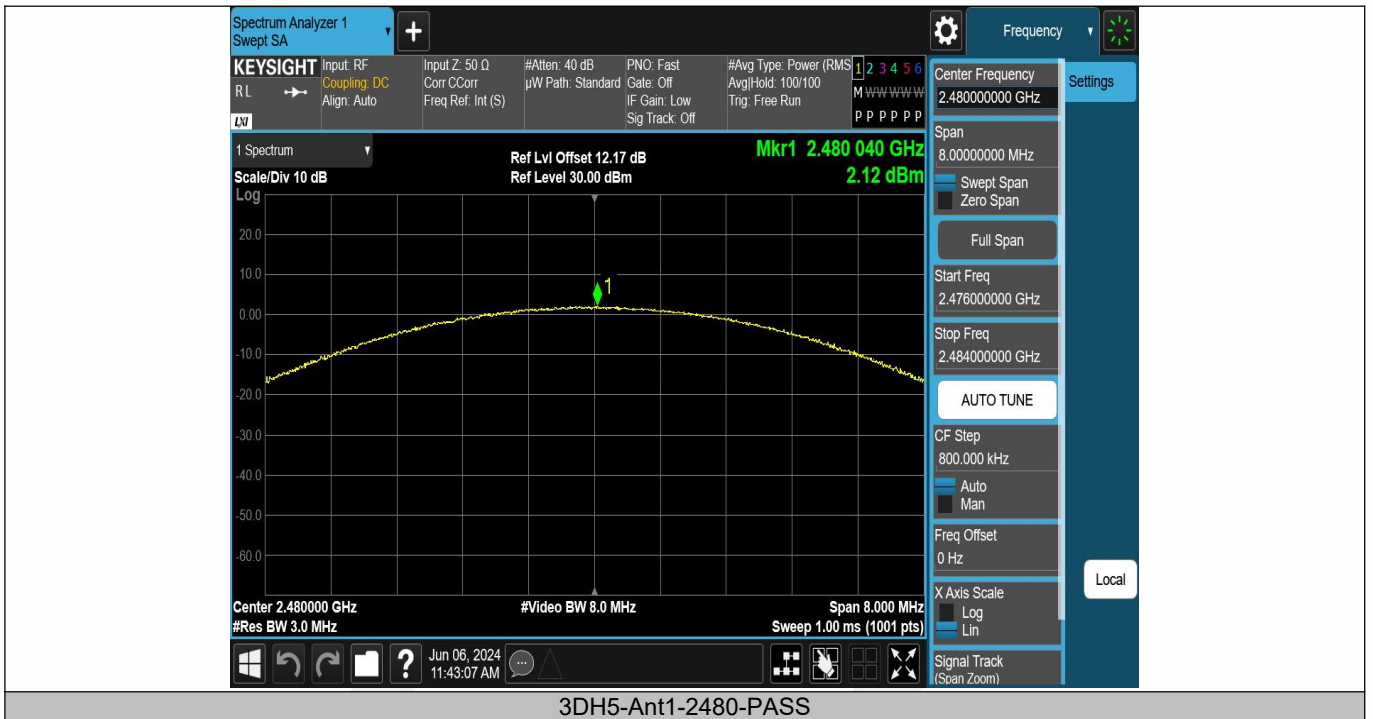 Spectrum Analyzer 1
Swept SA
+
Frequency
KEYSIGHT
RL
LXI
Input: RF
Coupling: DC
Align: Auto
Input Z: 50 Ω
Corr CCorr
Freq Ref: Int (S)
#Atten: 40 dB
µW Path: Standard
PNO: Fast
Gate: Off
IF Gain: Low
Sig Track: Off
#Avg Type: Power (RMS
Avg|Hold: 100/100
Trig: Free Run
1 2 3 4 5 6
M W W W W W
P P P P P P
1 Spectrum
Scale/Div 10 dB
Log
Ref Lvl Offset 12.17 dB
Ref Level 30.00 dBm
Mkr1 2.480 040 GHz
2.12 dBm
20.0
10.0
0.00
-10.0
-20.0
-30.0
-40.0
-50.0
-60.0
1
Center 2.480000 GHz
#Res BW 3.0 MHz
#Video BW 8.0 MHz
Span 8.000 MHz
Sweep 1.00 ms (1001 pts)
Center Frequency
2.480000000 GHz
Settings
Span
8.00000000 MHz
Swept Span
Zero Span
Full Span
Start Freq
2.476000000 GHz
Stop Freq
2.484000000 GHz
AUTO TUNE
CF Step
800.000 kHz
Auto
Man
Freq Offset
0 Hz
X Axis Scale
Log
Lin
Local
Signal Track
(Span Zoom)
?
Jun 06, 2024
11:43:07 AM
3DH5-Ant1-2480-PASS